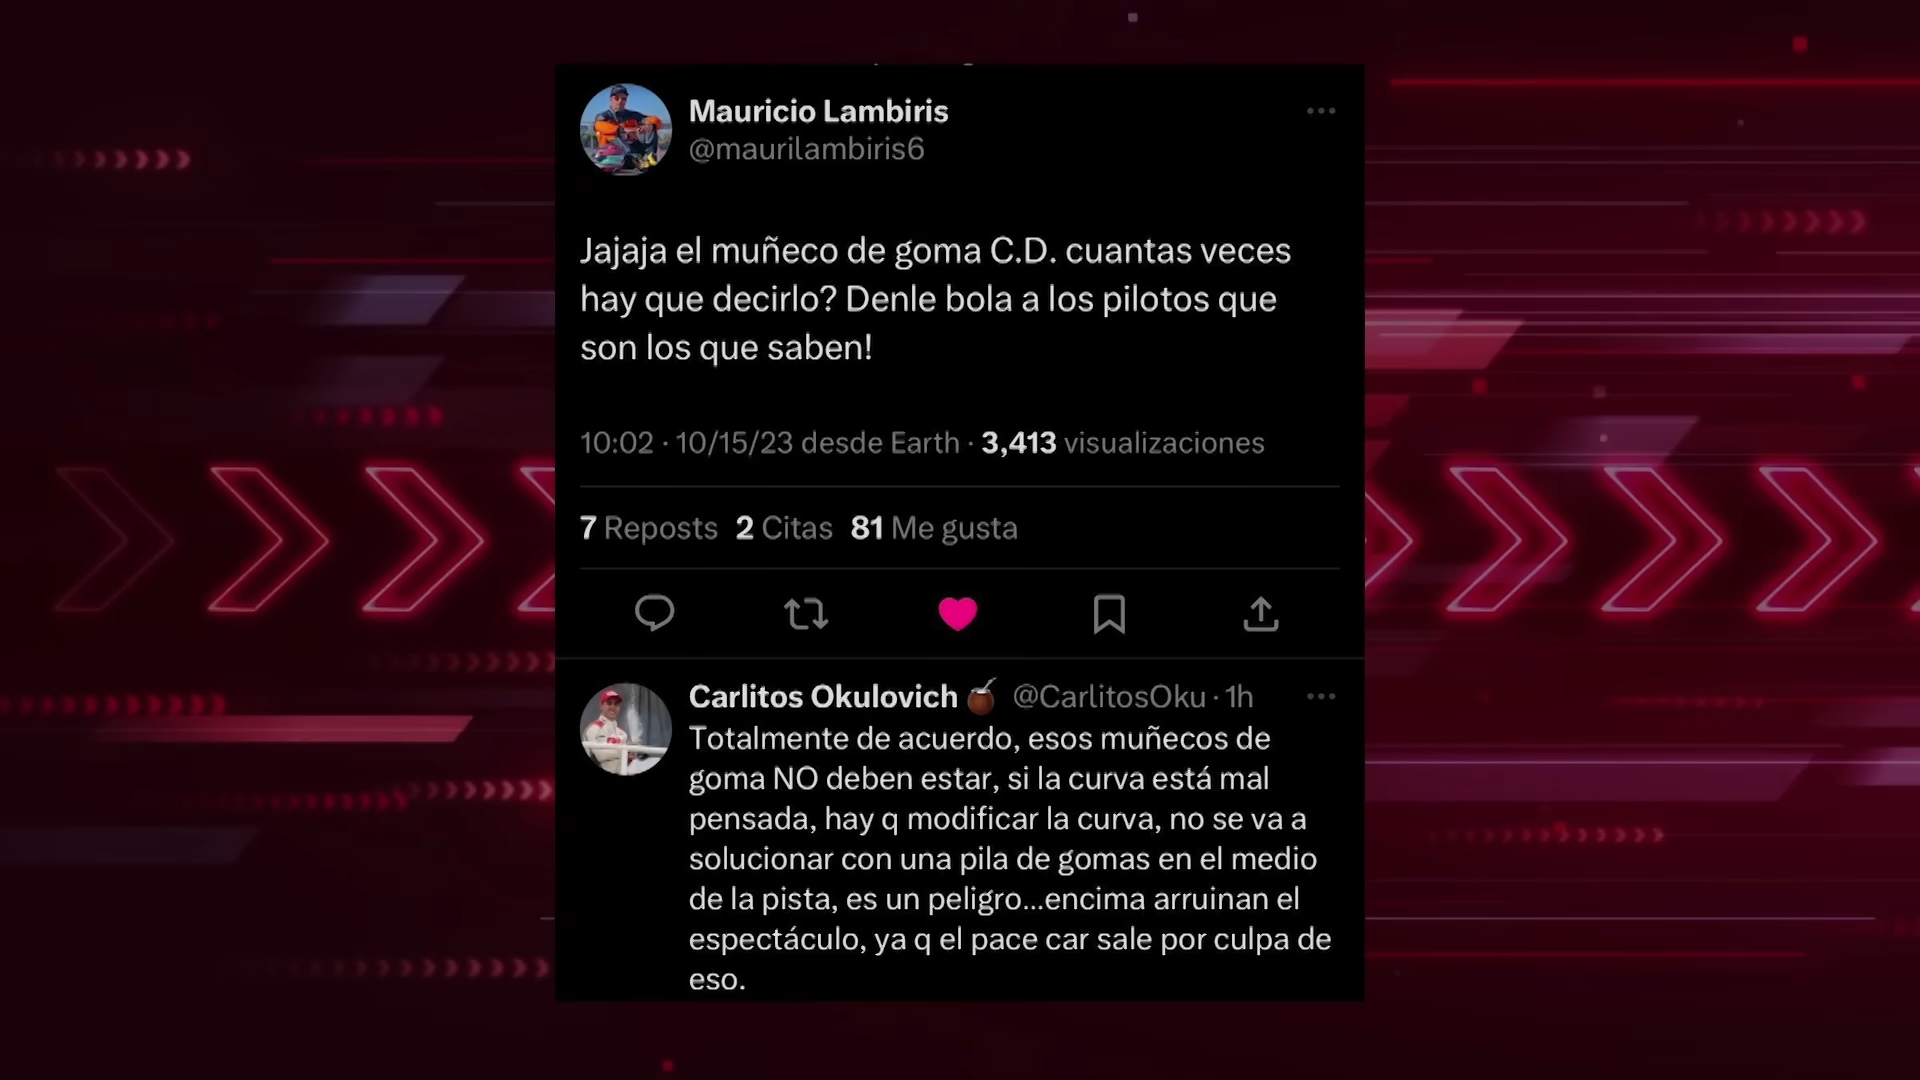 Mauricio Lambiris
@maurilambiris6
Jajaja el muñeco de goma C.D. cuantas veces
hay que decirlo? Denle bola a los pilotos que
son los que saben!
10:02 · 10/15/23 desde Earth · 3,413 visualizaciones
7 Reposts 2 Citas 81 Me gusta
Carlitos Okulovich 🧉 @CarlitosOku · 1h
Totalmente de acuerdo, esos muñecos de
goma NO deben estar, si la curva está mal
pensada, hay q modificar la curva, no se va a
solucionar con una pila de gomas en el medio
de la pista, es un peligro...encima arruinan el
espectáculo, ya q el pace car sale por culpa de
eso.